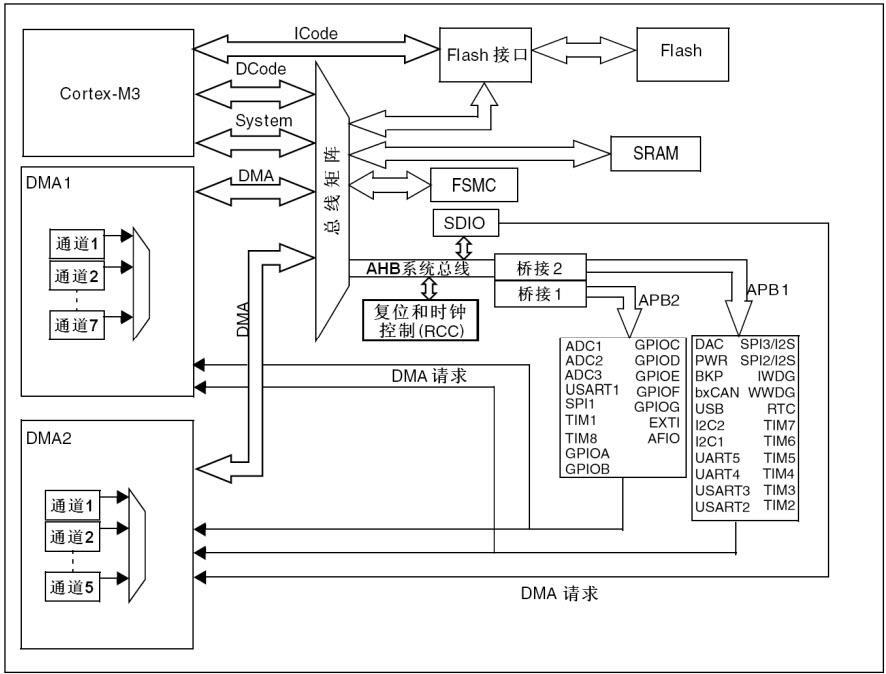 ICode
Flash 接口
Flash
Cortex-M3
DCode
System
总线矩阵
SRAM
DMA1
DMA
FSMC
SDIO
通道1
通道2
通道7
AHB系统总线
桥接2
桥接1
APB2
APB1
DMA
复位和时钟
控制(RCC)
ADC1 GPIOC
ADC2 GPIOD
ADC3 GPIOE
USART1 GPIOF
SPI1 GPIOG
TIM1 EXTI
TIM8 AFIO
GPIOA
GPIOB
DAC SPI3/I2S
PWR SPI2/I2S
BKP IWDG
bxCAN WWDG
USB RTC
I2C2 TIM7
I2C1 TIM6
UART5 TIM5
UART4 TIM4
USART3 TIM3
USART2 TIM2
DMA 请求
DMA2
通道1
通道2
通道5
DMA 请求